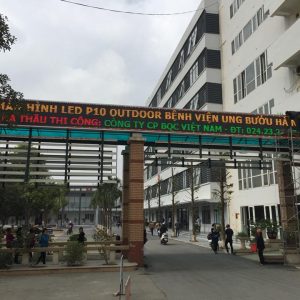 HÌNH LED P10 OUTDOOR BỆNH VIỆN UNG BƯỚU HÀ
THẦU THI CÔNG: CÔNG TY CP BQC VIỆT NAM - ĐT: 024.23.